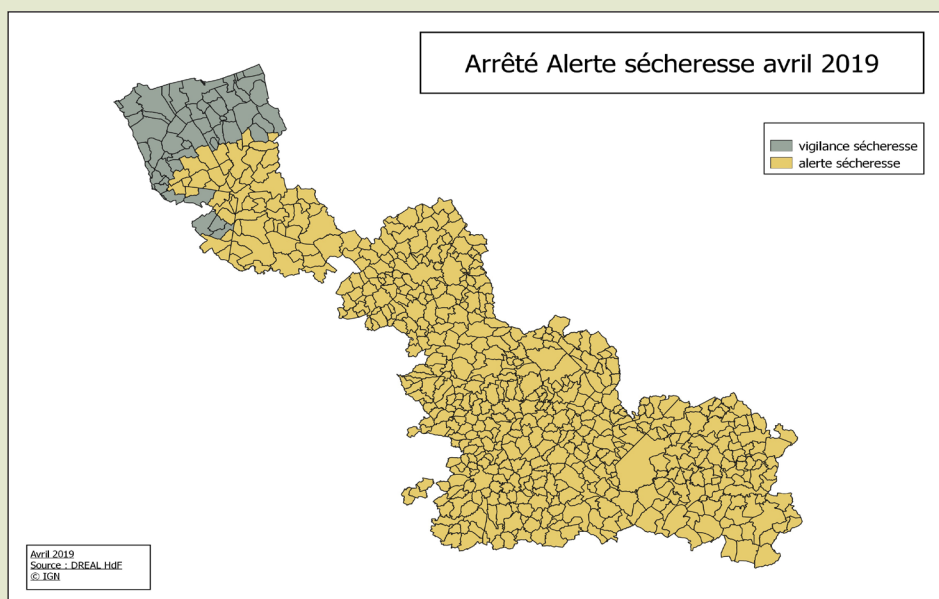 Arrêté Alerte sécheresse avril 2019
vigilance sécheresse
alerte sécheresse
Avril 2019
Source : DREAL HdF
© IGN